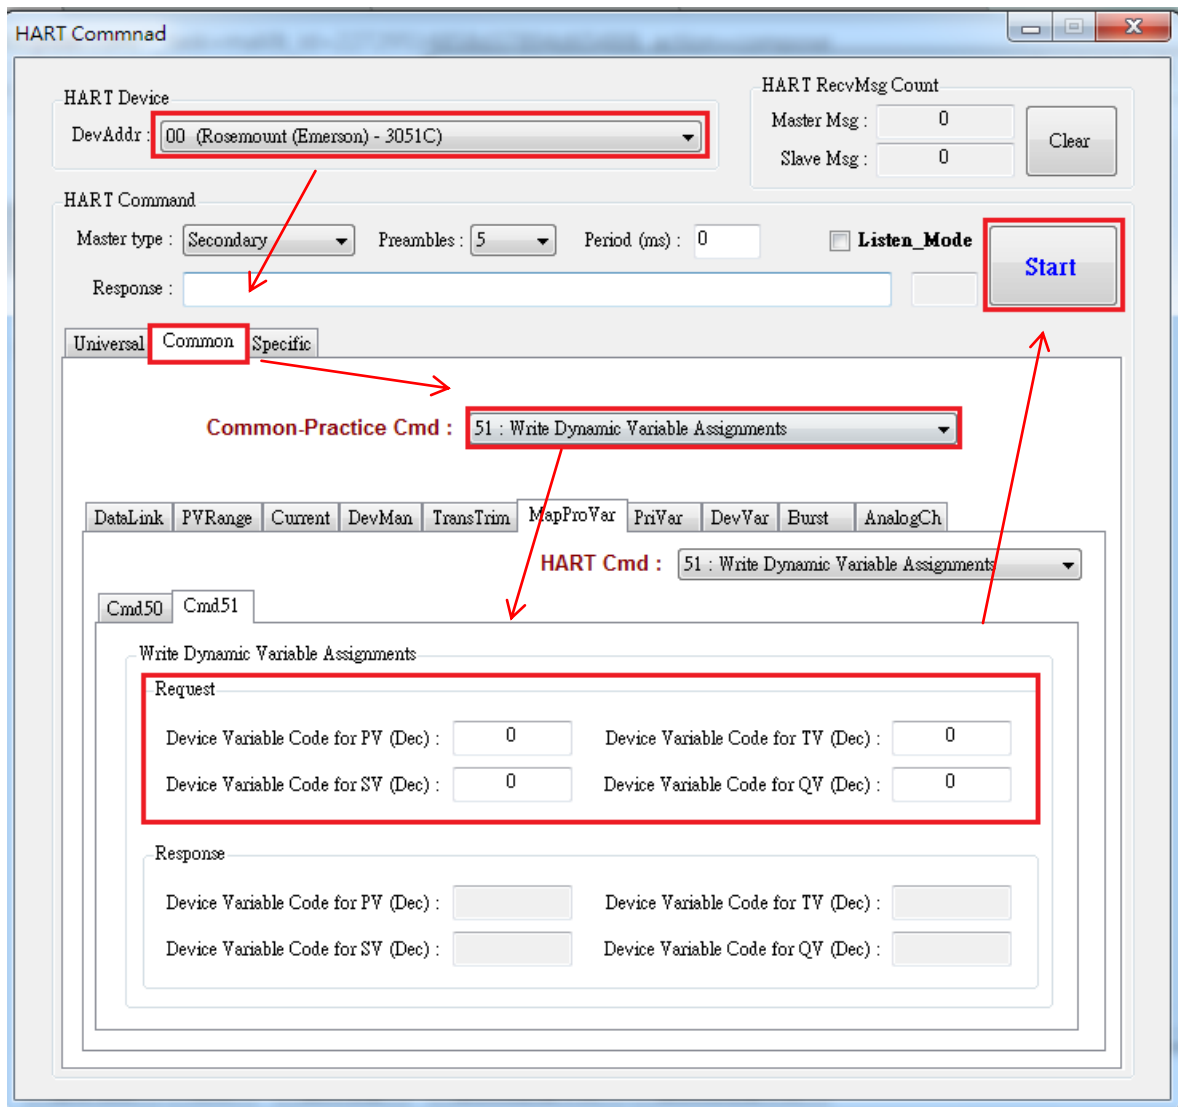 HART Commnad
HART Device
DevAddr : 00 (Rosemount (Emerson) - 3051C)
HART RecvMsg Count
Master Msg : 0
Slave Msg : 0
Clear
HART Command
Master type : Secondary Preambles : 5 Period (ms) : 0 Listen_Mode
Start
Response :
Universal Common Specific
Common-Practice Cmd : 51 : Write Dynamic Variable Assignments
DataLink PVRange Current DevMan TransTrim MapProVar PriVar DevVar Burst AnalogCh
HART Cmd : 51 : Write Dynamic Variable Assignments
Cmd50 Cmd51
Write Dynamic Variable Assignments
Request
Device Variable Code for PV (Dec) : 0 Device Variable Code for TV (Dec) : 0
Device Variable Code for SV (Dec) : 0 Device Variable Code for QV (Dec) : 0
Response
Device Variable Code for PV (Dec) : Device Variable Code for TV (Dec) :
Device Variable Code for SV (Dec) : Device Variable Code for QV (Dec) :